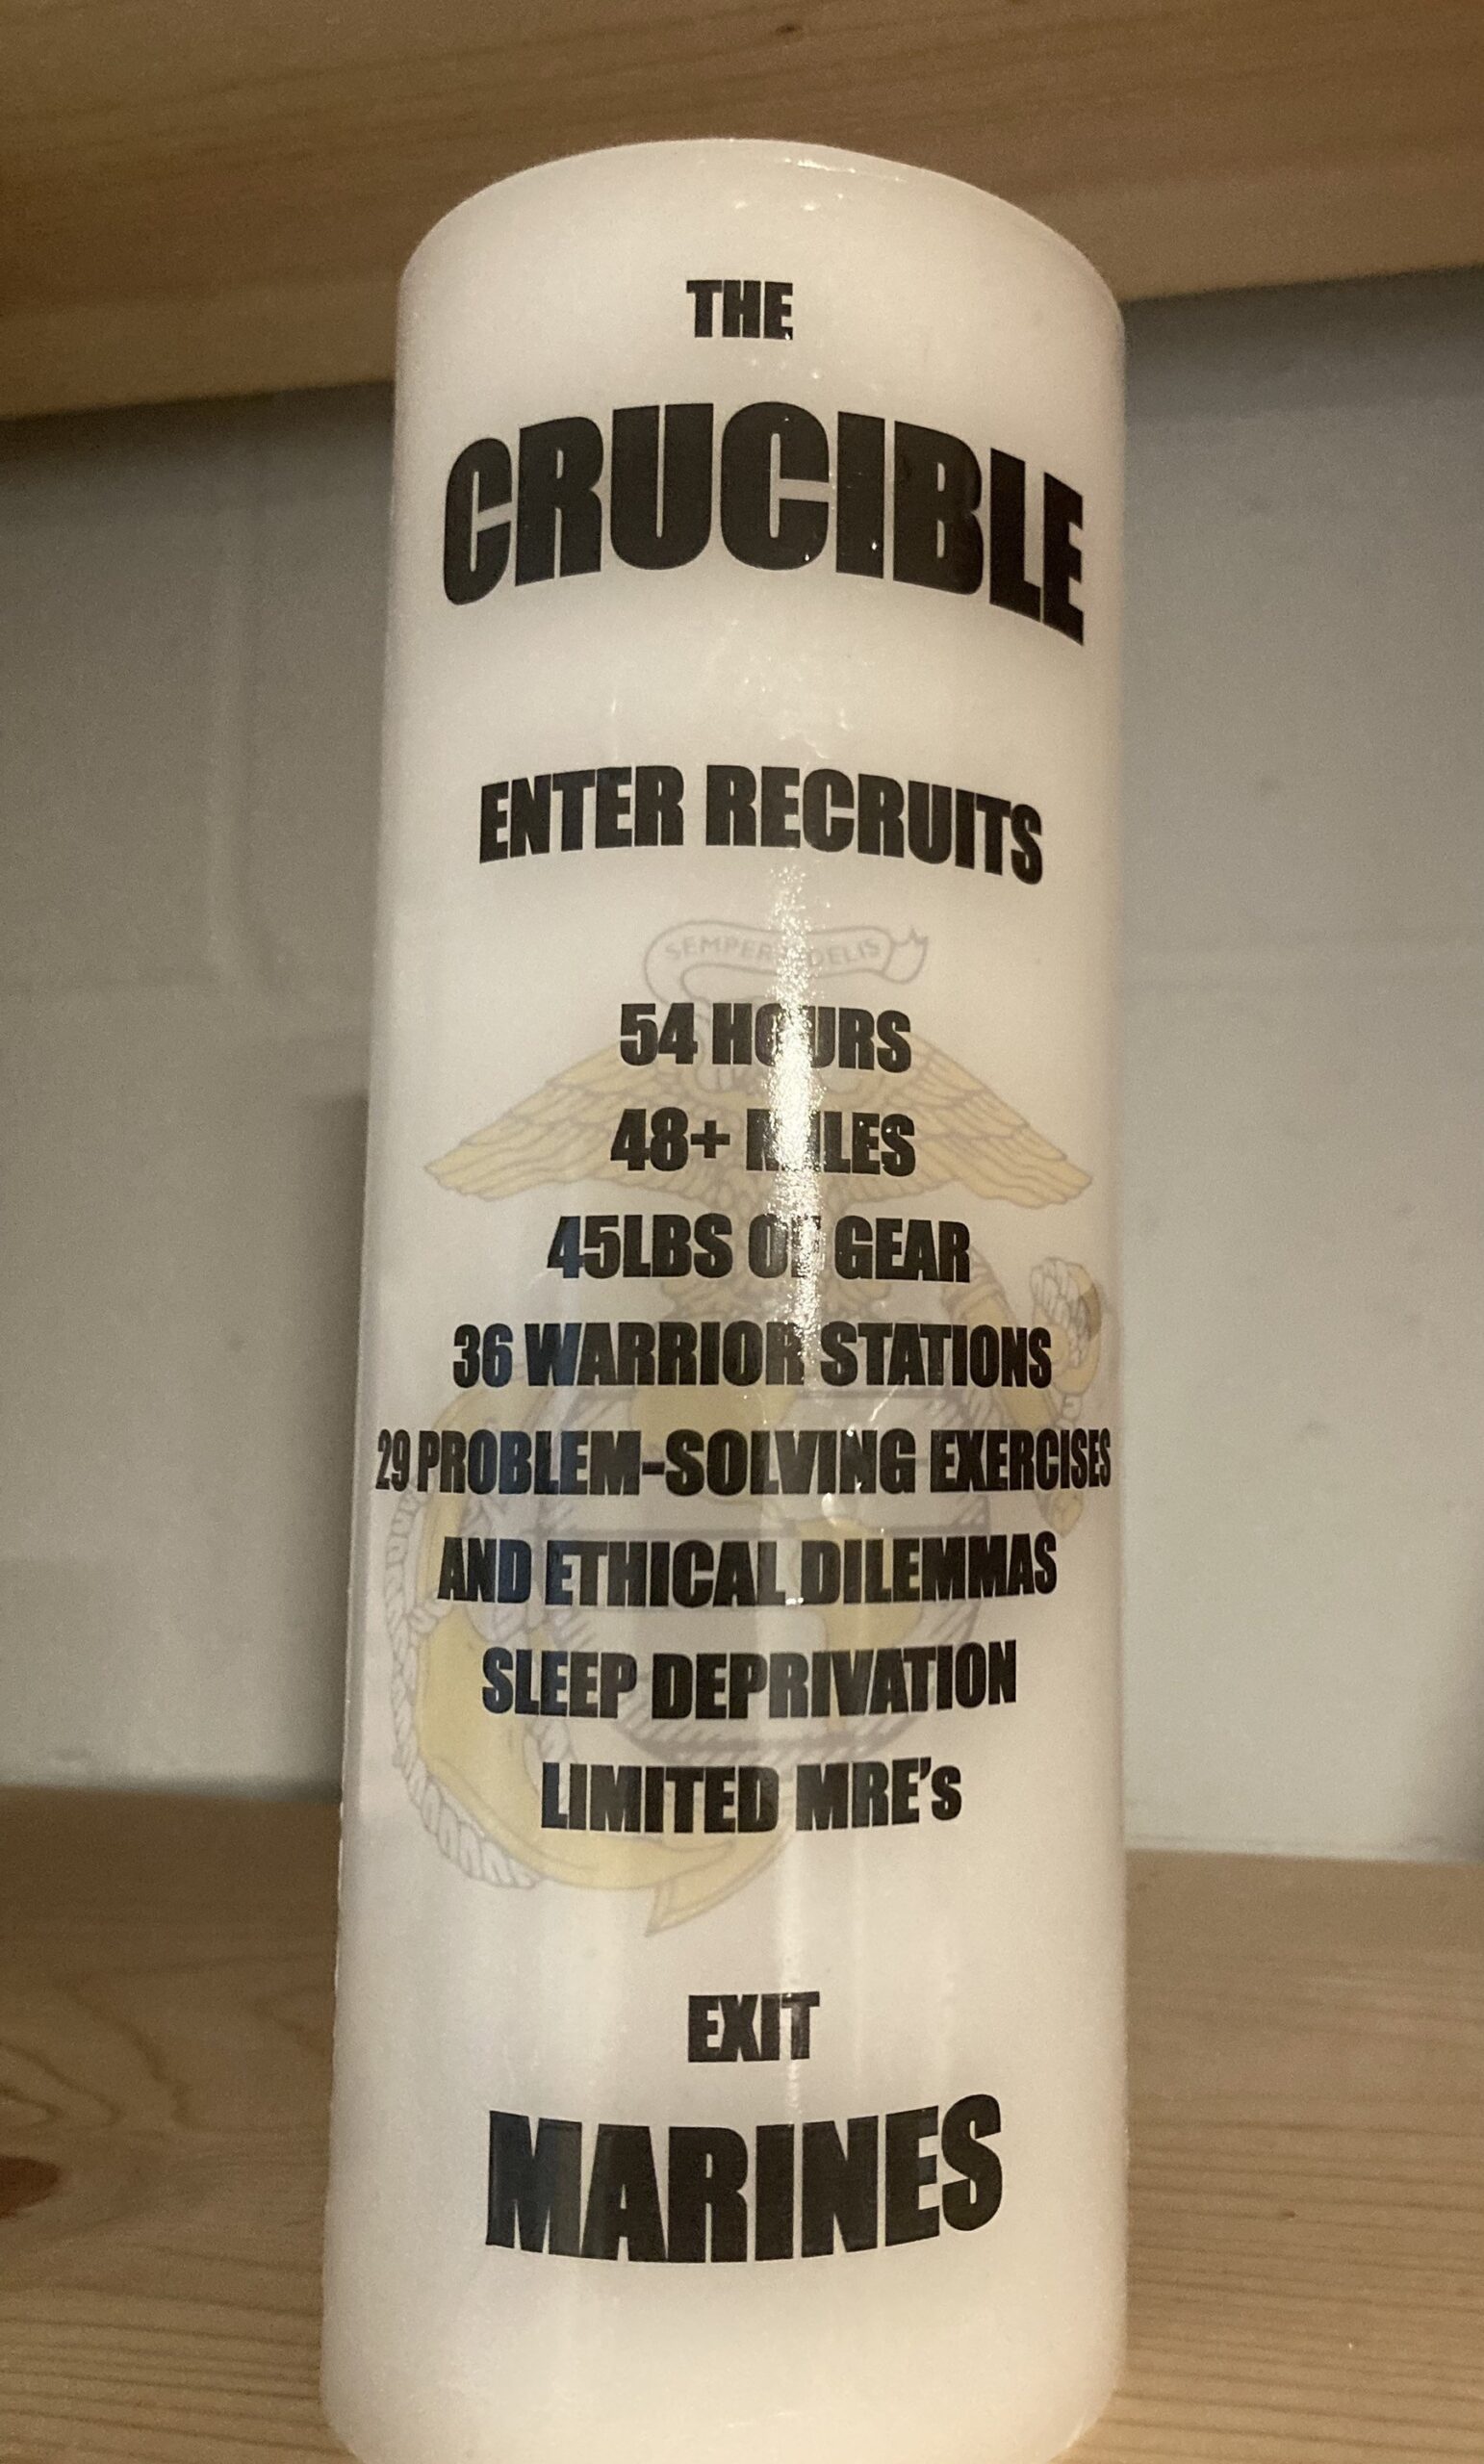 THE
CRUCIBLE
ENTER RECRUITS
SEMPER FIDELIS
54 HOURS
48+ MILES
45LBS OF GEAR
36 WARRIOR STATIONS
29 PROBLEM-SOLVING EXERCISES
AND ETHICAL DILEMMAS
SLEEP DEPRIVATION
LIMITED MRE's
EXIT
MARINES